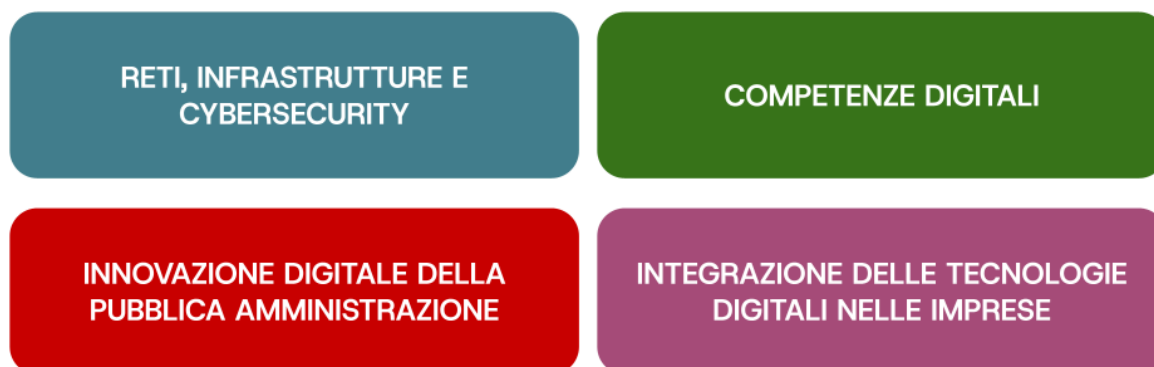 RETI, INFRASTRUTTURE E
CYBERSECURITY
COMPETENZE DIGITALI
INNOVAZIONE DIGITALE DELLA
PUBBLICA AMMINISTRAZIONE
INTEGRAZIONE DELLE TECNOLOGIE
DIGITALI NELLE IMPRESE